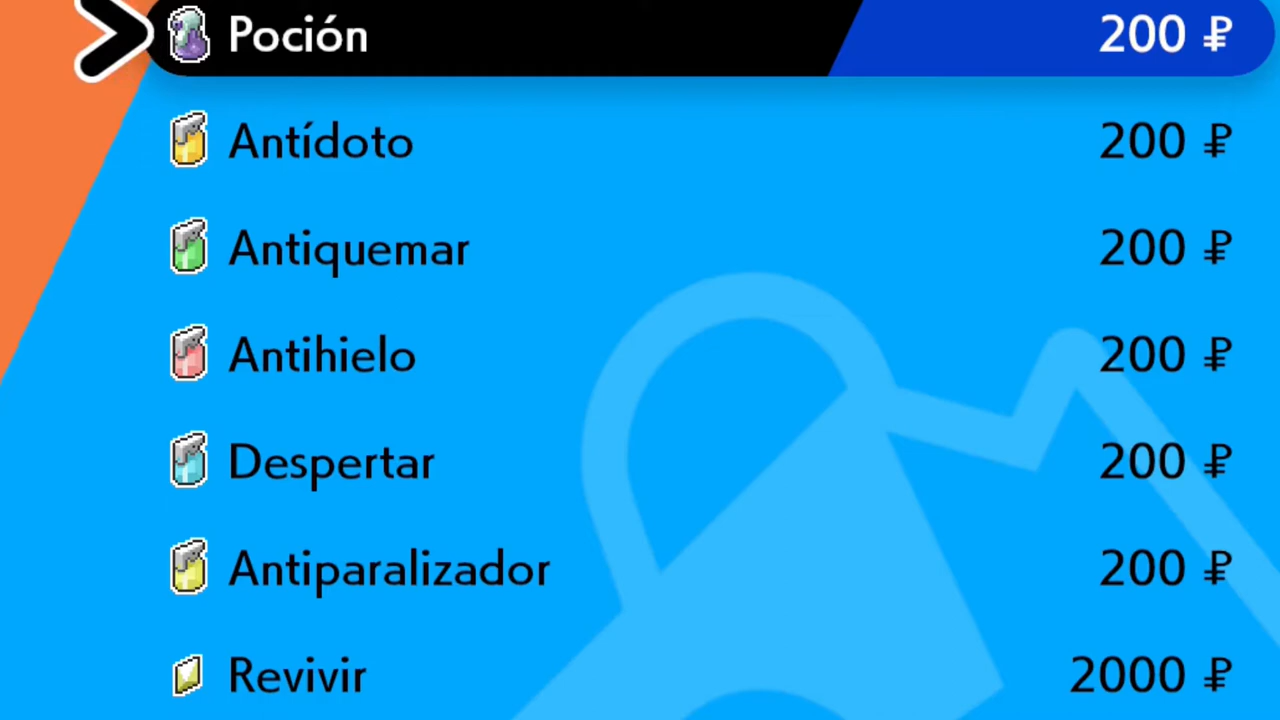 Poción 200 ₽
Antídoto 200 ₽
Antiquemar 200 ₽
Antihielo 200 ₽
Despertar 200 ₽
Antiparalizador 200 ₽
Revivir 2000 ₽